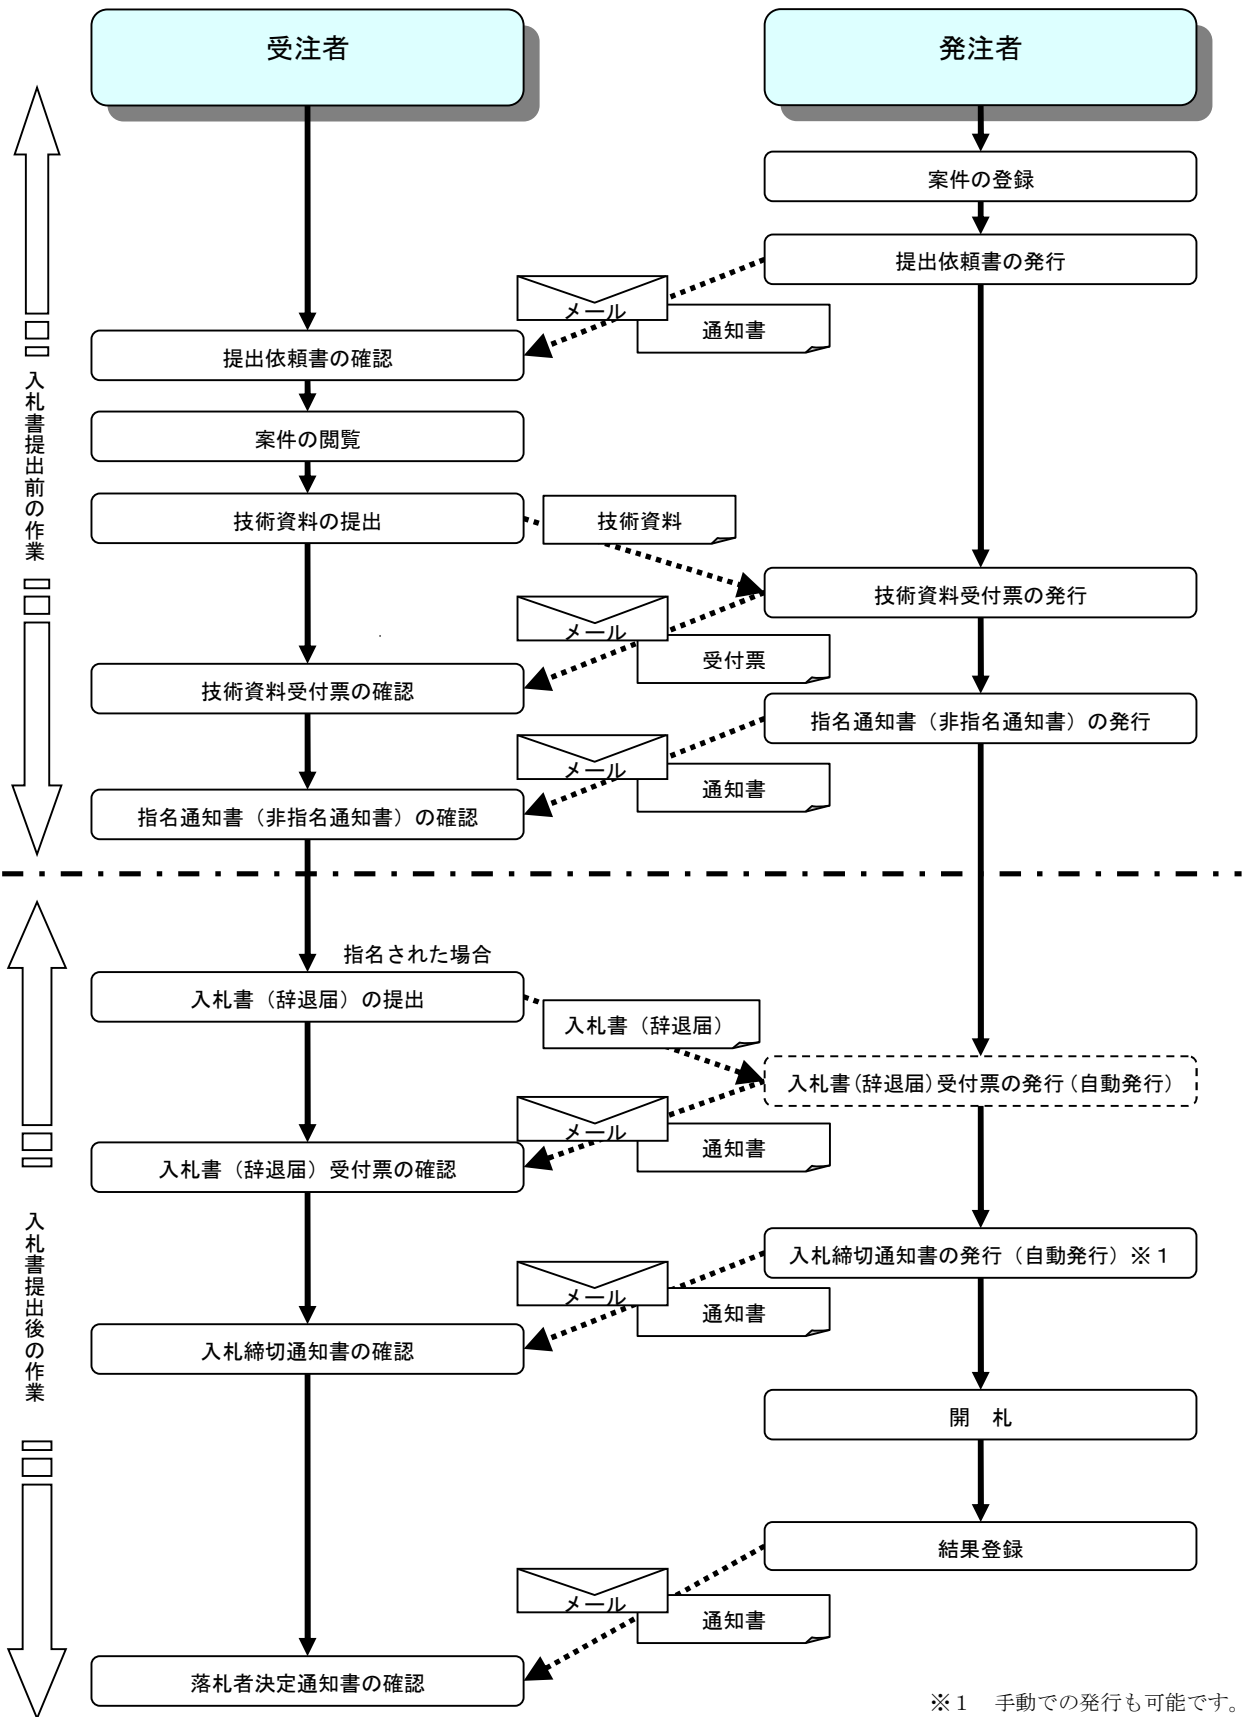 受注者
発注者
案件の登録
提出依頼書の発行
メール
通知書
提出依頼書の確認
案件の閲覧
技術資料の提出
技術資料
技術資料受付票の発行
メール
受付票
技術資料受付票の確認
指名通知書（非指名通知書）の発行
メール
通知書
指名通知書（非指名通知書）の確認
入札書提出前の作業
指名された場合
入札書（辞退届）の提出
入札書（辞退届）
入札書(辞退届)受付票の発行(自動発行)
メール
通知書
入札書（辞退届）受付票の確認
入札締切通知書の発行（自動発行）※１
メール
通知書
入札締切通知書の確認
開　札
結果登録
メール
通知書
落札者決定通知書の確認
入札書提出後の作業
※１　手動での発行も可能です。